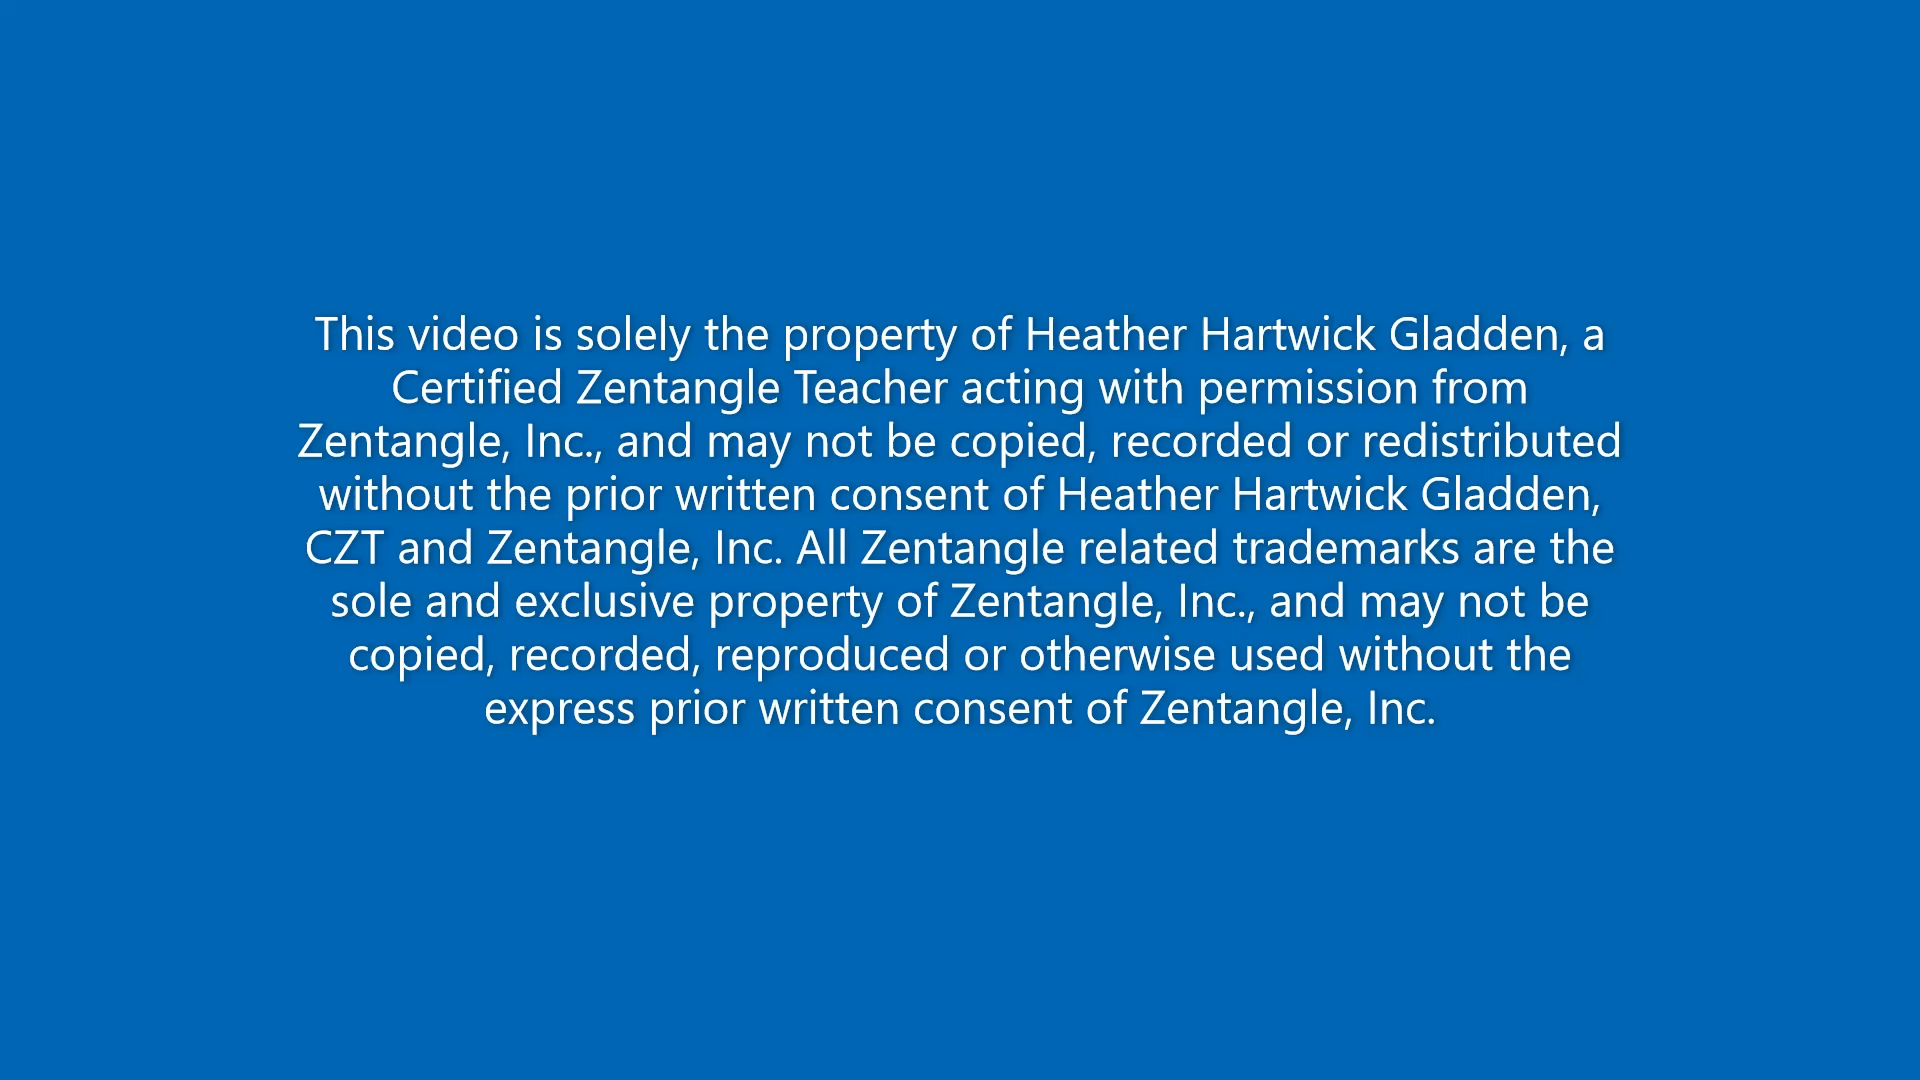 This video is solely the property of Heather Hartwick Gladden, a
Certified Zentangle Teacher acting with permission from
Zentangle, Inc., and may not be copied, recorded or redistributed
without the prior written consent of Heather Hartwick Gladden,
CZT and Zentangle, Inc. All Zentangle related trademarks are the
sole and exclusive property of Zentangle, Inc., and may not be
copied, recorded, reproduced or otherwise used without the
express prior written consent of Zentangle, Inc.